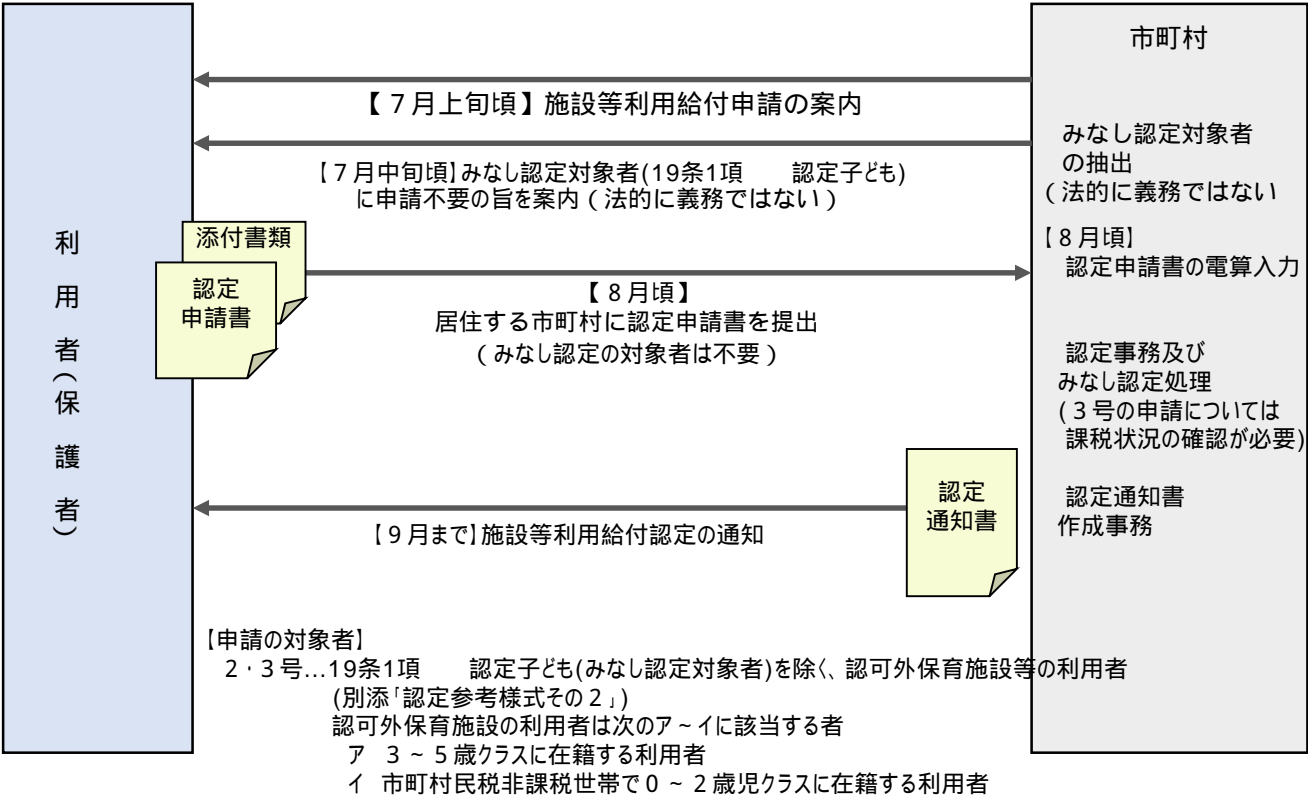 市町村
【７月上旬頃】施設等利用給付申請の案内
【７月中旬頃】みなし認定対象者(19条1項　　認定子ども)
に申請不要の旨を案内（法的に義務ではない）
みなし認定対象者
の抽出
（法的に義務ではない
利用者（保護者）
添付書類
認定
申請書
【８月頃】
居住する市町村に認定申請書を提出
（みなし認定の対象者は不要）
【８月頃】
認定申請書の電算入力
認定事務及び
みなし認定処理
(３号の申請については
課税状況の確認が必要)
認定
通知書
【９月まで】施設等利用給付認定の通知
認定通知書
作成事務
【申請の対象者】
２・３号…19条1項　　認定子ども(みなし認定対象者)を除く、認可外保育施設等の利用者
(別添「認定参考様式その２」)
認可外保育施設の利用者は次のア～イに該当する者
ア　３～５歳クラスに在籍する利用者
イ　市町村民税非課税世帯で０～２歳児クラスに在籍する利用者